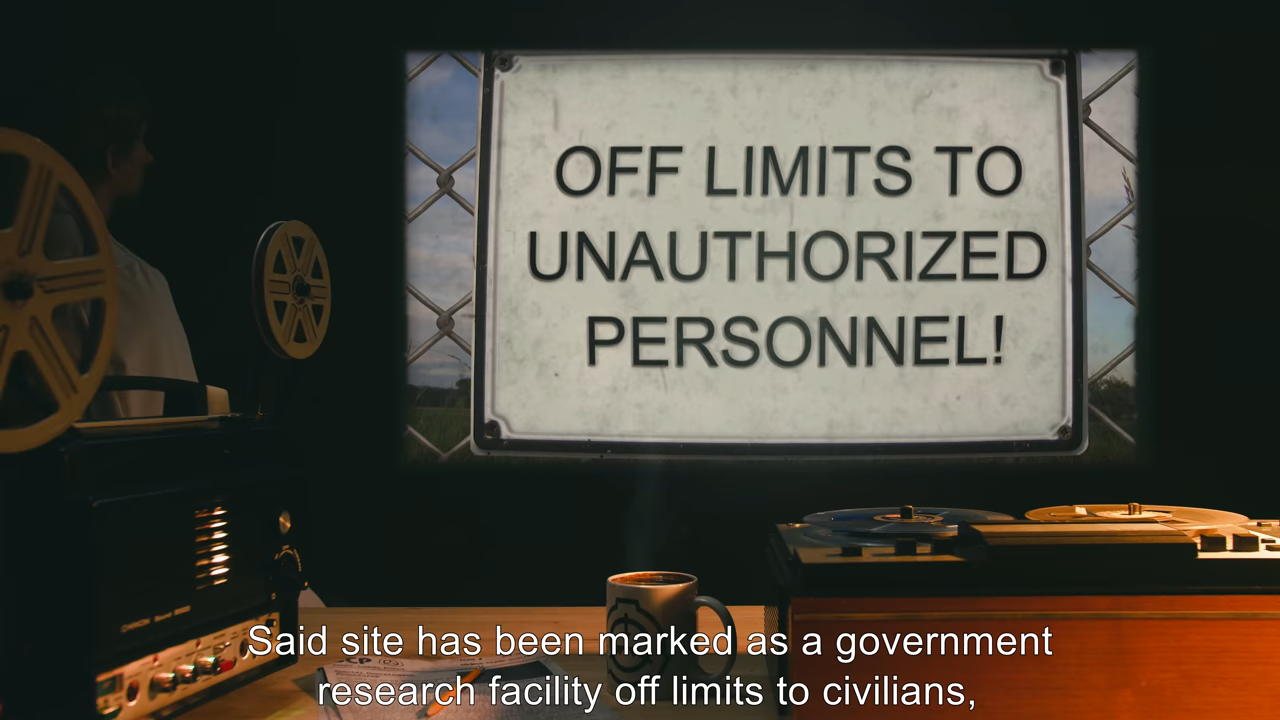 OFF LIMITS TO
UNAUTHORIZED
PERSONNEL!
Said site has been marked as a government
research facility off limits to civilians,